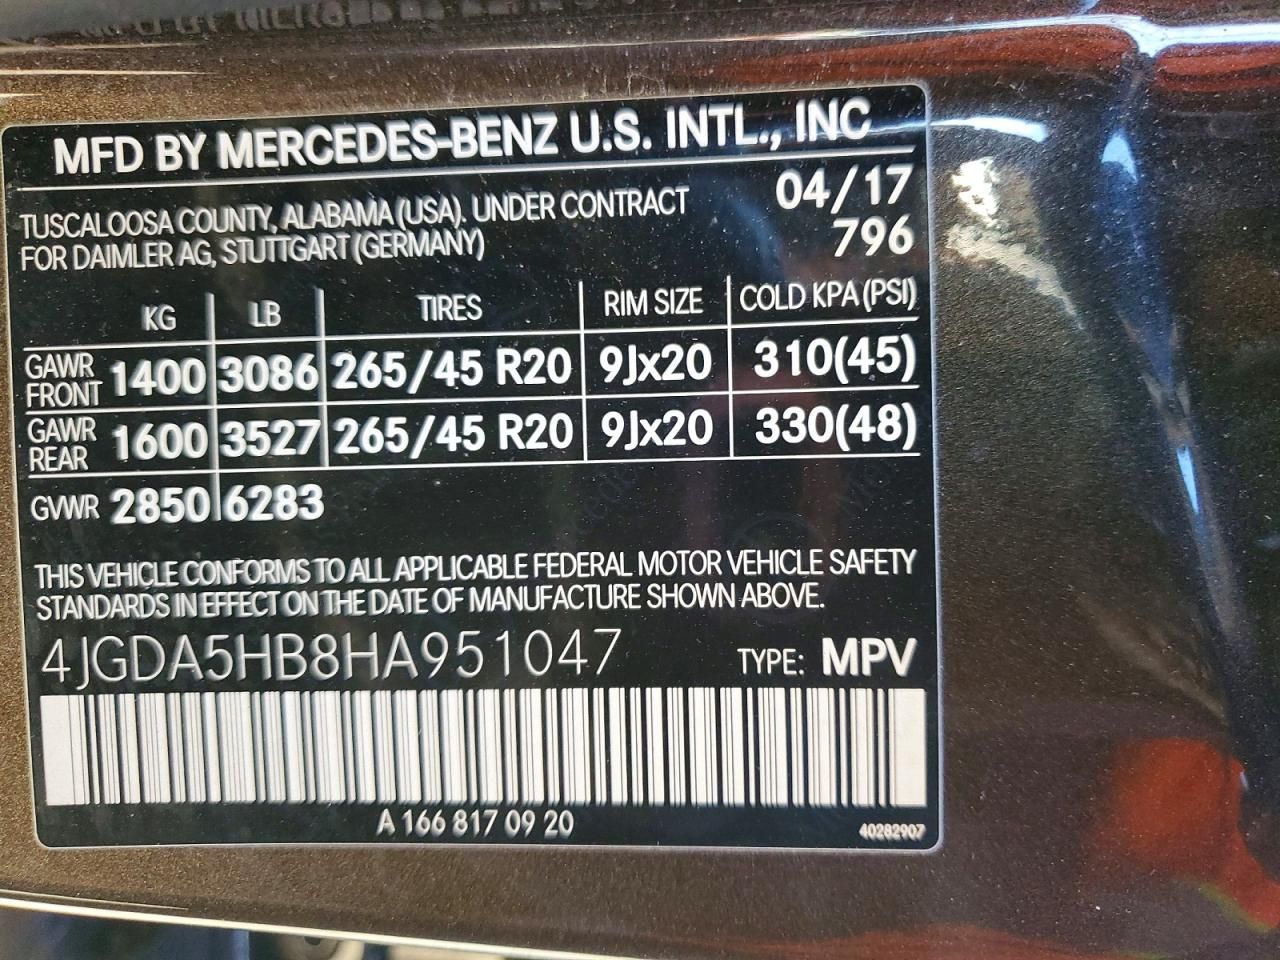 MFD BY MERCEDES-BENZ U.S. INTL., INC
04/17
TUSCALOOSA COUNTY, ALABAMA (USA). UNDER CONTRACT
FOR DAIMLER AG, STUTTGART (GERMANY)
796
KG LB TIRES RIM SIZE COLD KPA (PSI)
GAWR FRONT 1400 3086 265/45 R20 9Jx20 310(45)
GAWR REAR 1600 3527 265/45 R20 9Jx20 330(48)
GVWR 2850 6283
THIS VEHICLE CONFORMS TO ALL APPLICABLE FEDERAL MOTOR VEHICLE SAFETY
STANDARDS IN EFFECT ON THE DATE OF MANUFACTURE SHOWN ABOVE.
4JGDA5HB8HA951047 TYPE: MPV
A 166 817 09 20
40282907